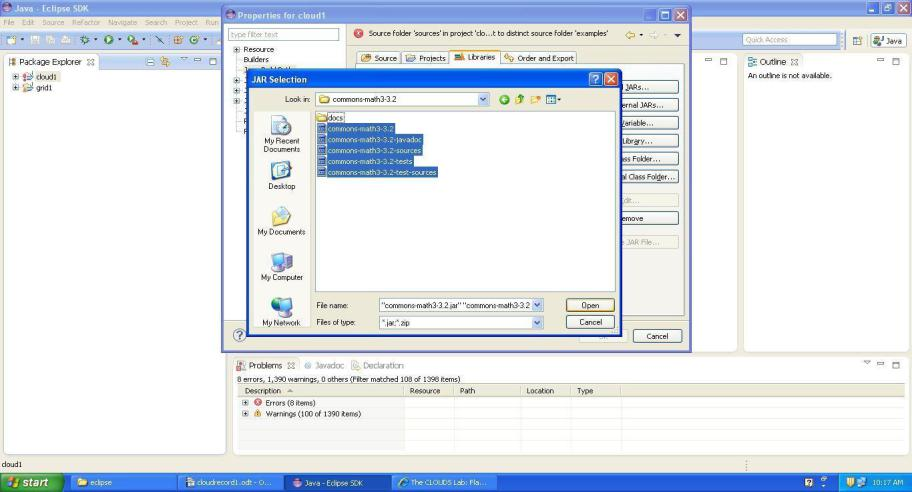 Java - Eclipse SDK
File Edit Source Refactor Navigate Search Project Run
Quick Access
Java
Package Explorer
cloud1
grid1
Properties for cloud1
type filter text
Source folder 'sources' in project 'clo...t to distinct source folder 'examples'
Resource
Builders
Source Projects Libraries Order and Export
JARs...
ernal JARs...
ariable...
Library...
ass Folder...
al Class Folder...
dit...
emove
JAR File...
Cancel
JAR Selection
Look in: commons-math3-3.2
My Recent Documents
Desktop
My Documents
My Computer
My Network
docs
commons-math3-3.2
commons-math3-3.2-javadoc
commons-math3-3.2-sources
commons-math3-3.2-tests
commons-math3-3.2-test-sources
File name: "commons-math3-3.2.jar" "commons-math3-3.2 Open
Files of type: *.jar;*.zip Cancel
Outline
An outline is not available.
Problems Javadoc Declaration
8 errors, 1,390 warnings, 0 others (Filter matched 108 of 1398 items)
Description Resource Path Location Type
Errors (8 items)
Warnings (100 of 1390 items)
cloud1
start eclipse cloudrecord1.odt - O... Java - Eclipse SDK The CLOUDS Lab: Fla... 10:17 AM